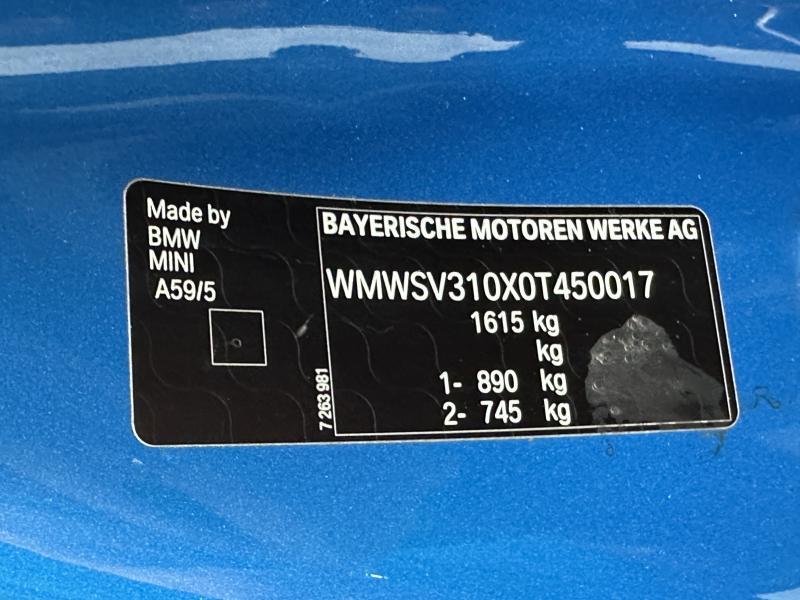 Made by
BMW
MINI
A59/5
7 263 981
BAYERISCHE MOTOREN WERKE AG
WMWSV310X0T450017
1615 kg
kg
1- 890 kg
2- 745 kg